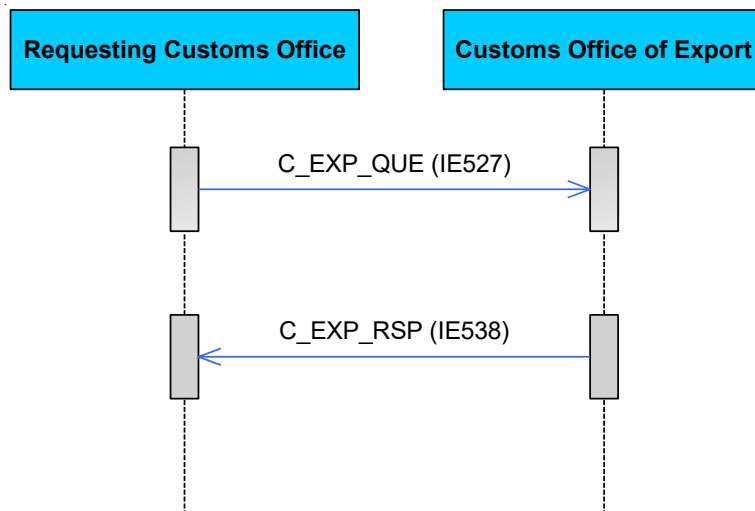 Requesting Customs Office
Customs Office of Export
C_EXP_QUE (IE527)
C_EXP_RSP (IE538)